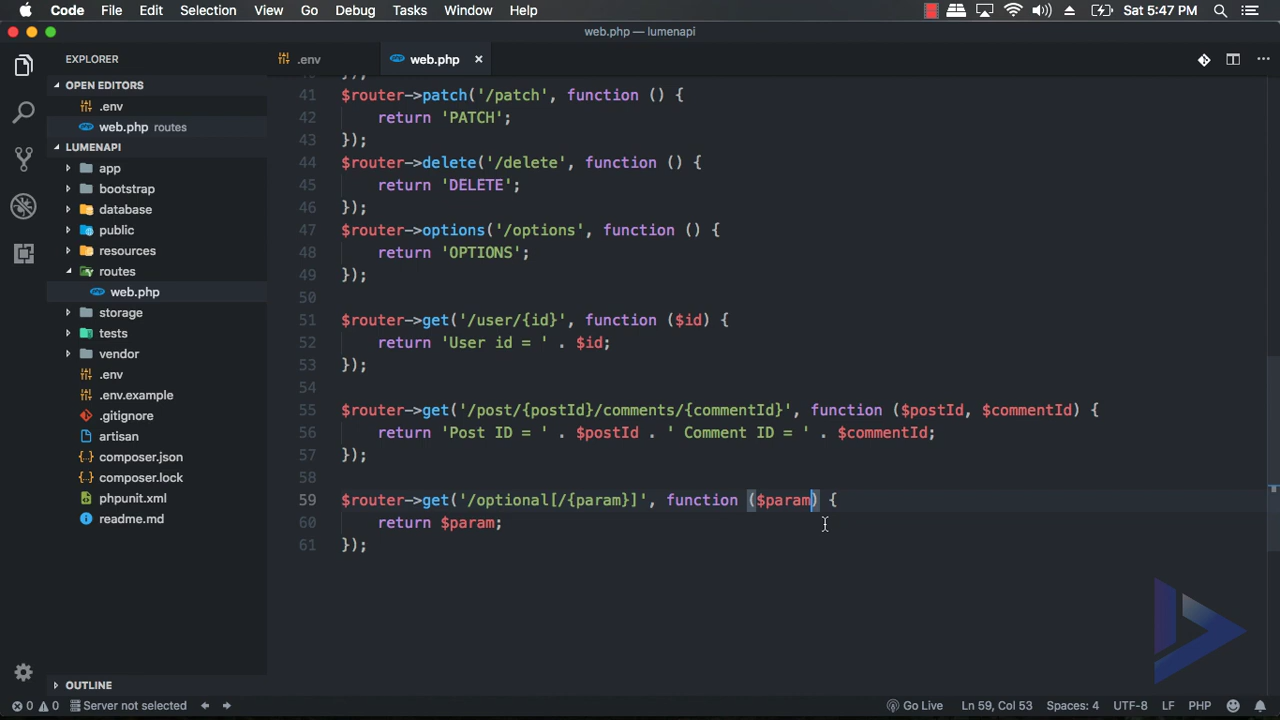 Code File Edit Selection View Go Debug Tasks Window Help Sat 5:47 PM
web.php — lumenapi
EXPLORER .env web.php ×
OPEN EDITORS
.env
web.php routes
LUMENAPI
app
bootstrap
database
public
resources
routes
web.php
storage
tests
vendor
.env
.env.example
.gitignore
artisan
composer.json
composer.lock
phpunit.xml
readme.md
OUTLINE
41 $router->patch('/patch', function () {
42 return 'PATCH';
43 });
44 $router->delete('/delete', function () {
45 return 'DELETE';
46 });
47 $router->options('/options', function () {
48 return 'OPTIONS';
49 });
50
51 $router->get('/user/{id}', function ($id) {
52 return 'User id = ' . $id;
53 });
54
55 $router->get('/post/{postId}/comments/{commentId}', function ($postId, $commentId) {
56 return 'Post ID = ' . $postId . ' Comment ID = ' . $commentId;
57 });
58
59 $router->get('/optional[/{param}]', function ($param) {
60 return $param;
61 });
0 0 Server not selected Go Live Ln 59, Col 53 Spaces: 4 UTF-8 LF PHP